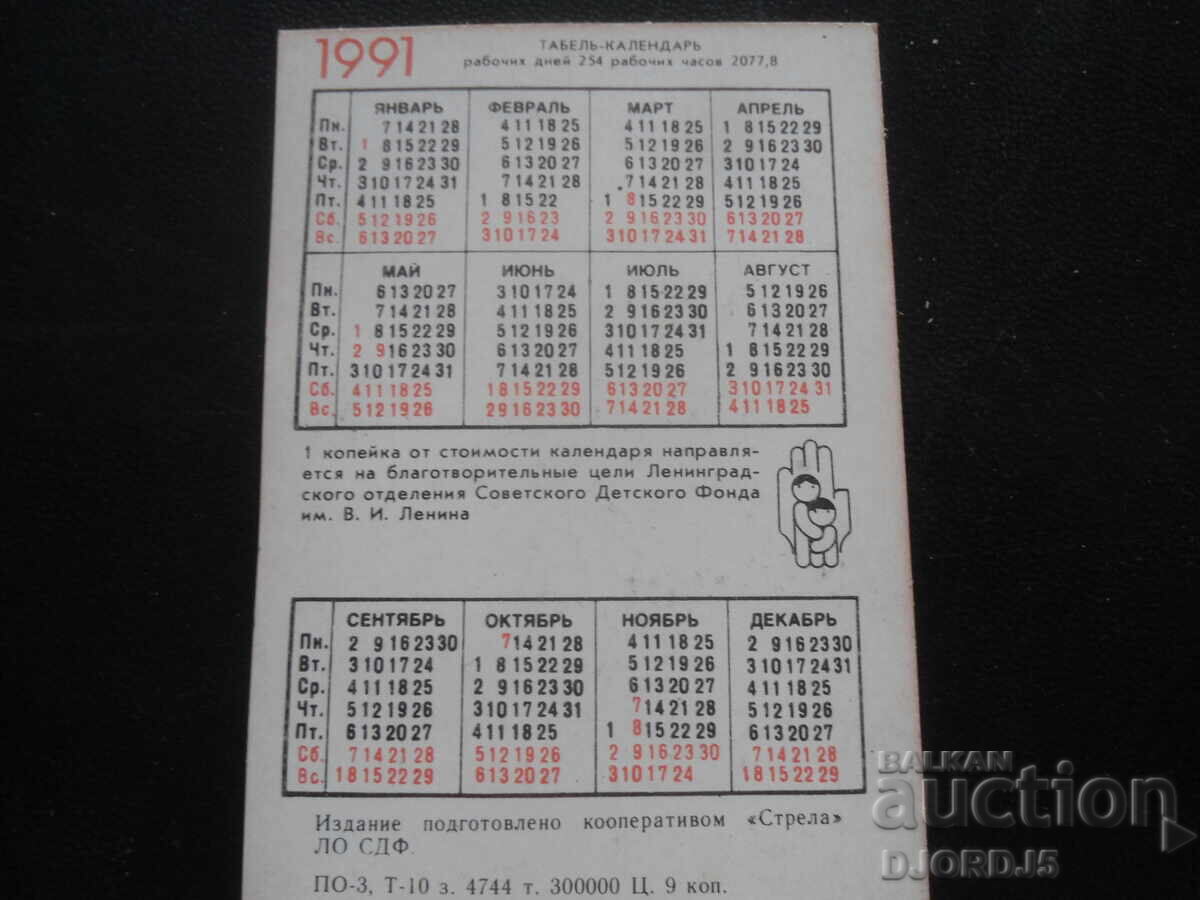 1991
ТАБЕЛЬ-КАЛЕНДАРЬ
рабочих дней 254 рабочих часов 2077,8
ЯНВАРЬ ФЕВРАЛЬ МАРТ АПРЕЛЬ
Пн. 7 14 21 28 4 11 18 25 4 11 18 25 1 8 15 22 29
Вт. 1 8 15 22 29 5 12 19 26 5 12 19 26 2 9 16 23 30
Ср. 2 9 16 23 30 6 13 20 27 6 13 20 27 3 10 17 24
Чт. 3 10 17 24 31 7 14 21 28 7 14 21 28 4 11 18 25
Пт. 4 11 18 25 1 8 15 22 1 8 15 22 29 5 12 19 26
Сб. 5 12 19 26 2 9 16 23 2 9 16 23 30 6 13 20 27
Вс. 6 13 20 27 3 10 17 24 3 10 17 24 31 7 14 21 28
МАЙ ИЮНЬ ИЮЛЬ АВГУСТ
Пн. 6 13 20 27 3 10 17 24 1 8 15 22 29 5 12 19 26
Вт. 7 14 21 28 4 11 18 25 2 9 16 23 30 6 13 20 27
Ср. 1 8 15 22 29 5 12 19 26 3 10 17 24 31 7 14 21 28
Чт. 2 9 16 23 30 6 13 20 27 4 11 18 25 1 8 15 22 29
Пт. 3 10 17 24 31 7 14 21 28 5 12 19 26 2 9 16 23 30
Сб. 4 11 18 25 1 8 15 22 29 6 13 20 27 3 10 17 24 31
Вс. 5 12 19 26 2 9 16 23 30 7 14 21 28 4 11 18 25
1 копейка от стоимости календаря направля-
ется на благотворительные цели Ленинград-
ского отделения Советского Детского Фонда
им. В. И. Ленина
СЕНТЯБРЬ ОКТЯБРЬ НОЯБРЬ ДЕКАБРЬ
Пн. 2 9 16 23 30 7 14 21 28 4 11 18 25 2 9 16 23 30
Вт. 3 10 17 24 1 8 15 22 29 5 12 19 26 3 10 17 24 31
Ср. 4 11 18 25 2 9 16 23 30 6 13 20 27 4 11 18 25
Чт. 5 12 19 26 3 10 17 24 31 7 14 21 28 5 12 19 26
Пт. 6 13 20 27 4 11 18 25 1 8 15 22 29 6 13 20 27
Сб. 7 14 21 28 5 12 19 26 2 9 16 23 30 7 14 21 28
Вс. 1 8 15 22 29 6 13 20 27 3 10 17 24 1 8 15 22 29
Издание подготовлено кооперативом «Стрела»
ЛО СДФ.
ПО-3, Т-10 з. 4744 т. 300000 Ц. 9 коп.
BALKAN
auction
DJORDJ5